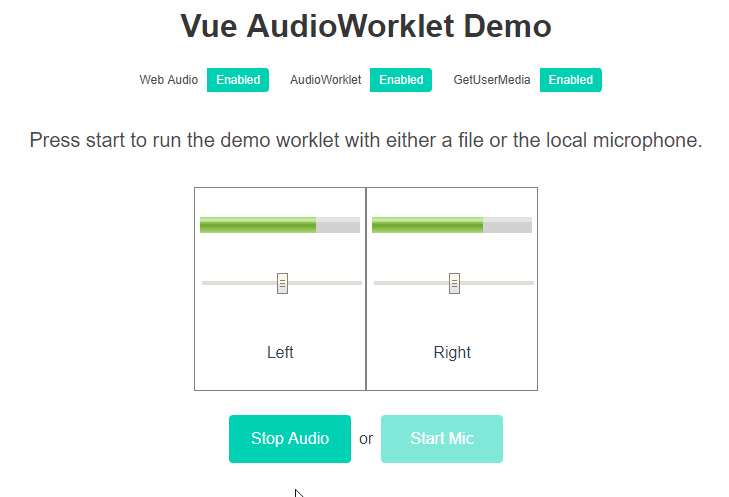 Vue AudioWorklet Demo
Web Audio Enabled AudioWorklet Enabled GetUserMedia Enabled
Press start to run the demo worklet with either a file or the local microphone.
Left Right
Stop Audio or Start Mic